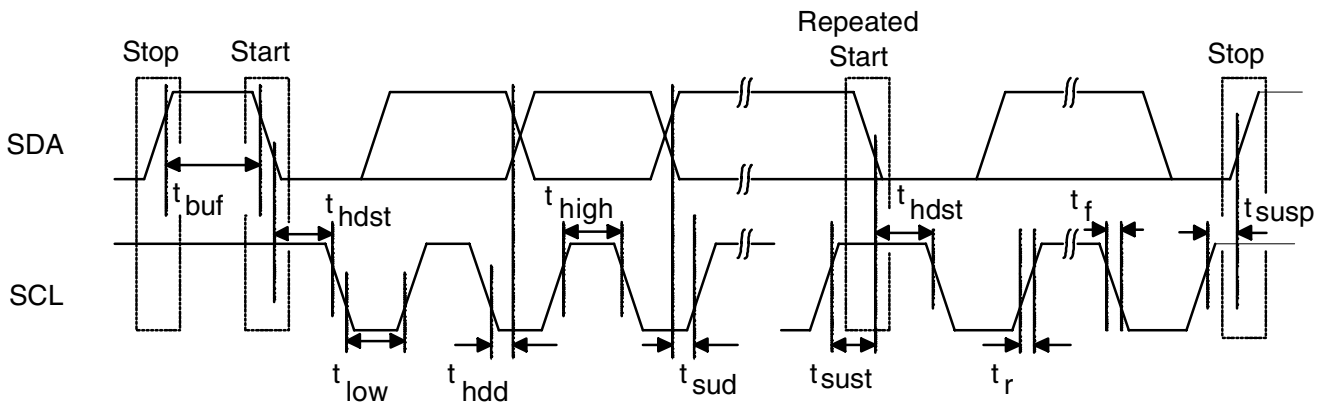 Repeated
Stop Start Start Stop
SDA
t buf t hdst t high t hdst t f t susp
SCL
t low t hdd t sud t sust t r